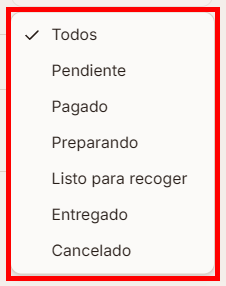 Todos
Pendiente
Pagado
Preparando
Listo para recoger
Entregado
Cancelado